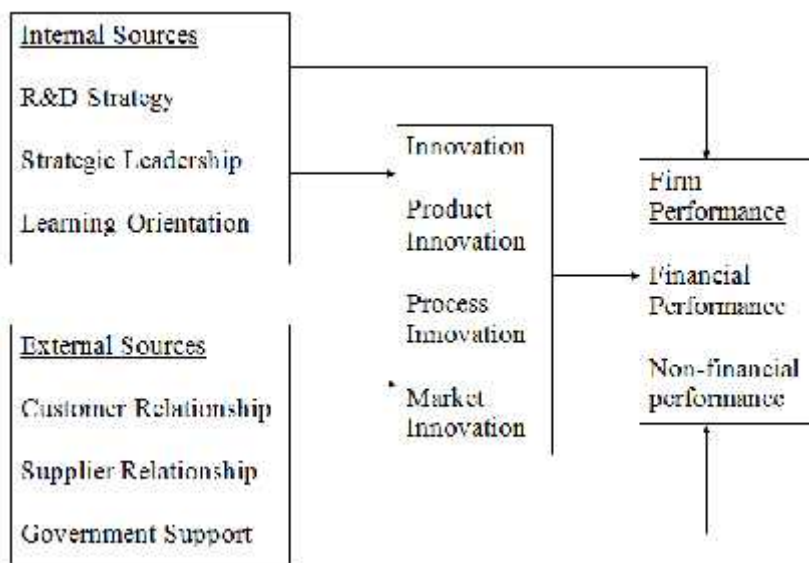 Internal Sources
R&D Strategy
Strategic Leadership
Learning Orientation
External Sources
Customer Relationship
Supplier Relationship
Government Support
Innovation
Product
Innovation
Process
Innovation
Market
Innovation
Firm
Performance
Financial
Performance
Non-financial
performance